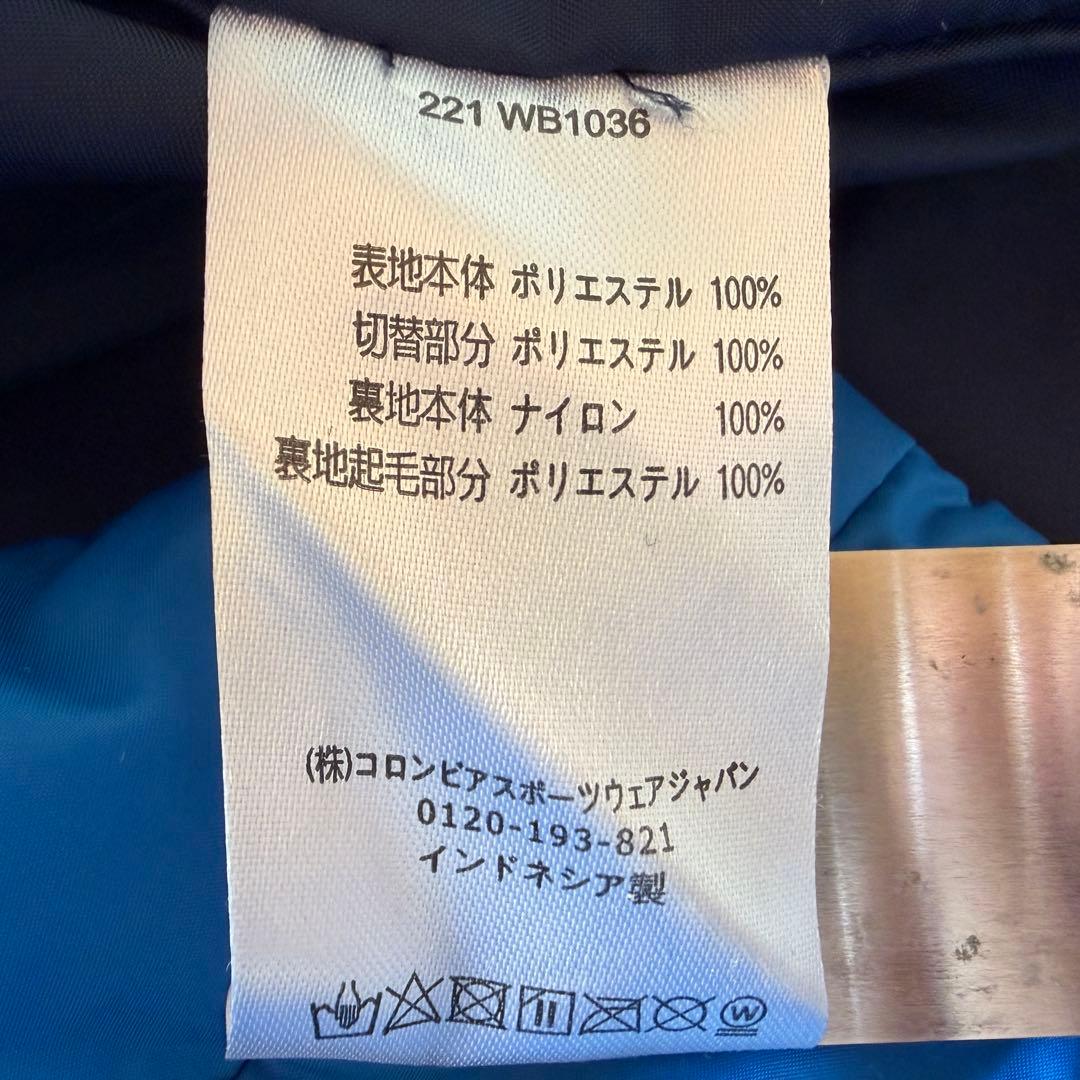 221 WB1036
表地本体 ポリエステル 100%
切替部分 ポリエステル 100%
裏地本体 ナイロン 100%
裏地起毛部分 ポリエステル 100%
(株)コロンビアスポーツウェアジャパン
0120-193-821
インドネシア製
W